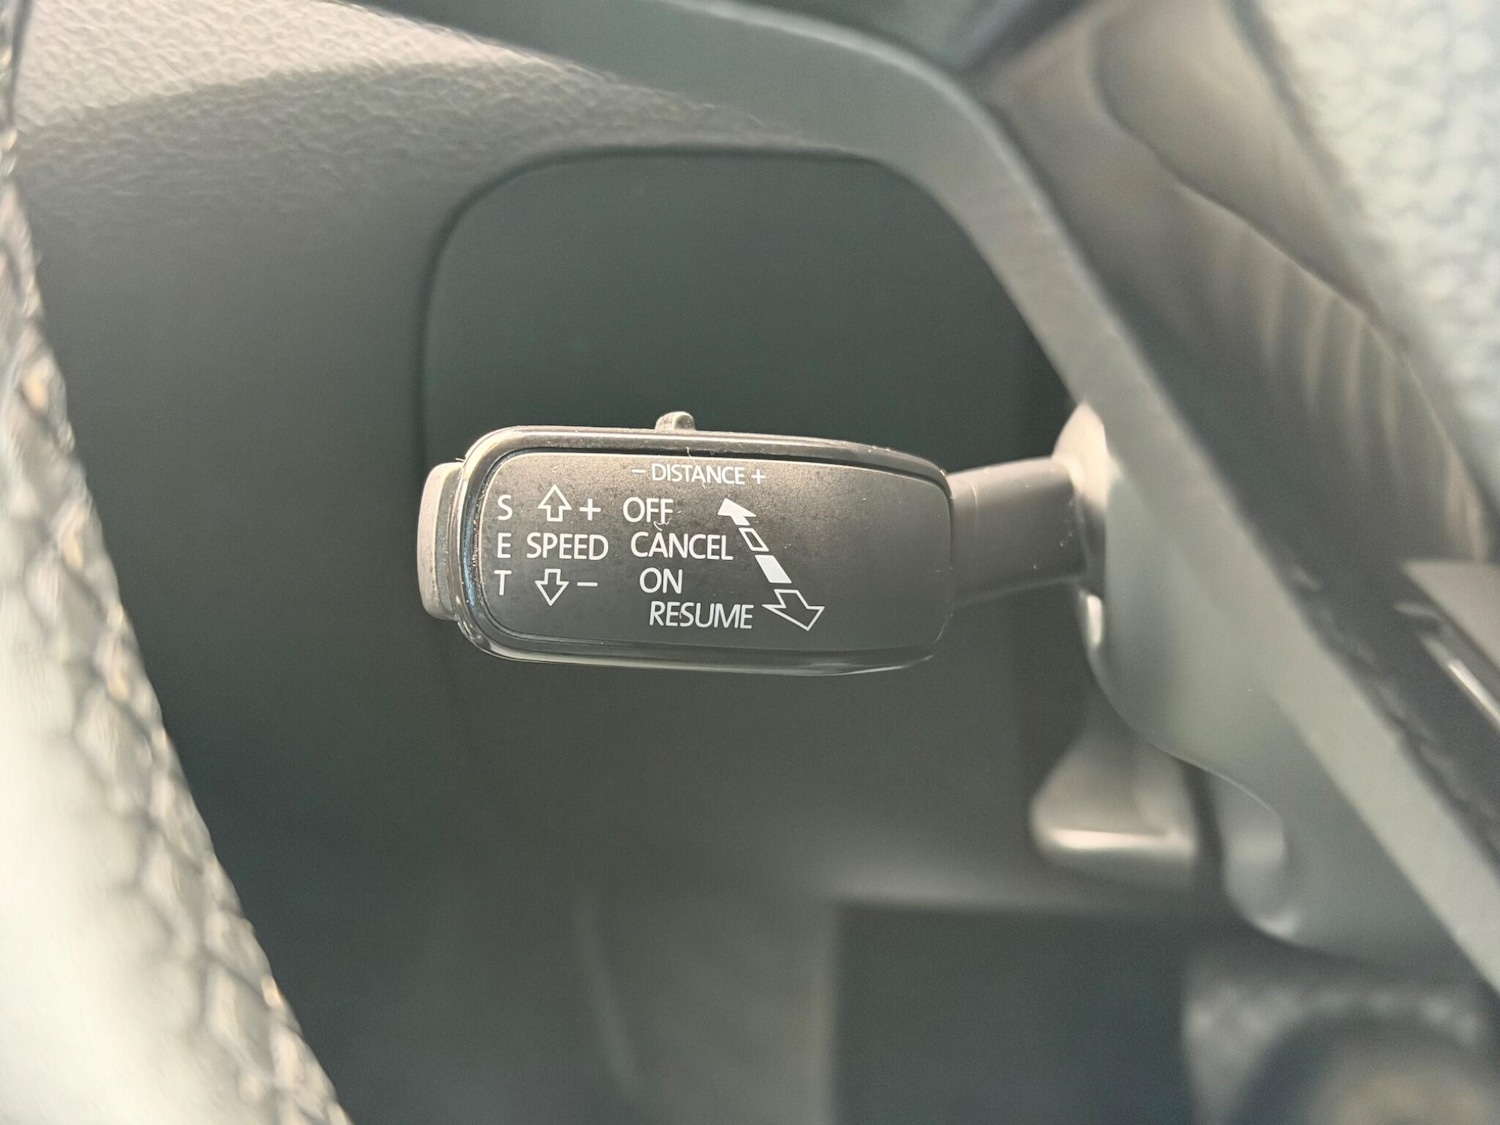 - DISTANCE +
S + OFF
E SPEED CANCEL
T - ON
RESUME